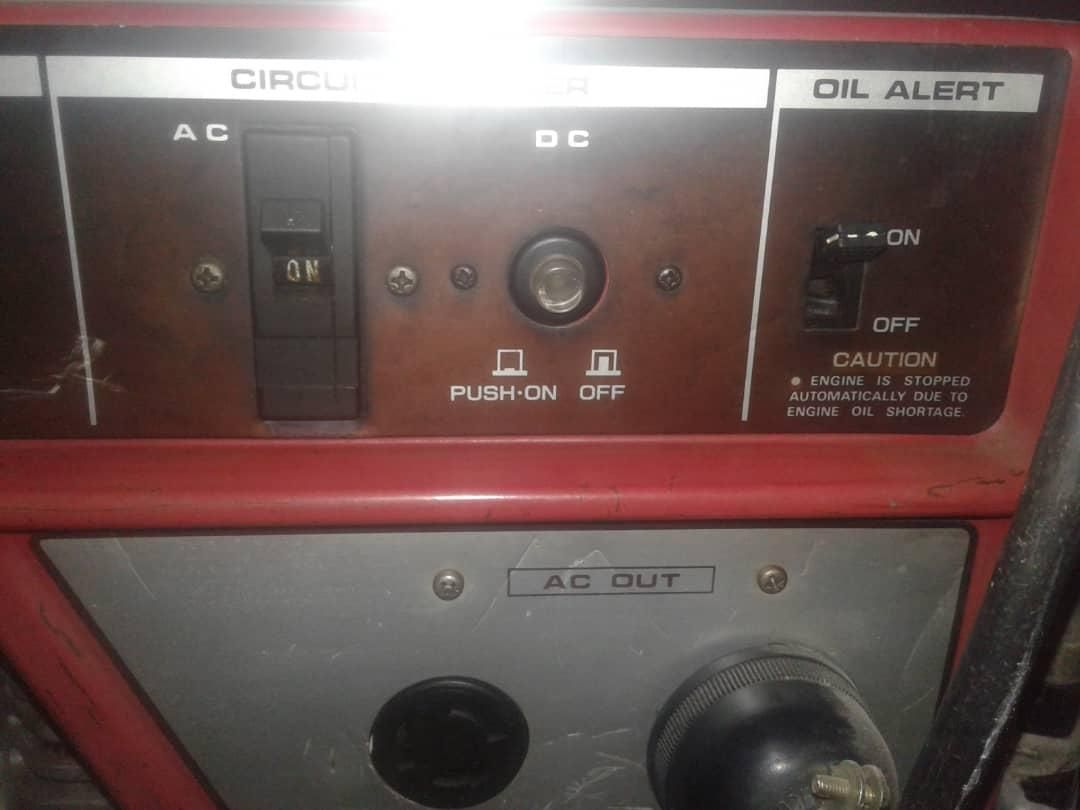 OIL ALERT
AC
DC
ON
ON
OFF
PUSH·ON OFF
CAUTION
• ENGINE IS STOPPED
AUTOMATICALLY DUE TO
ENGINE OIL SHORTAGE.
AC OUT